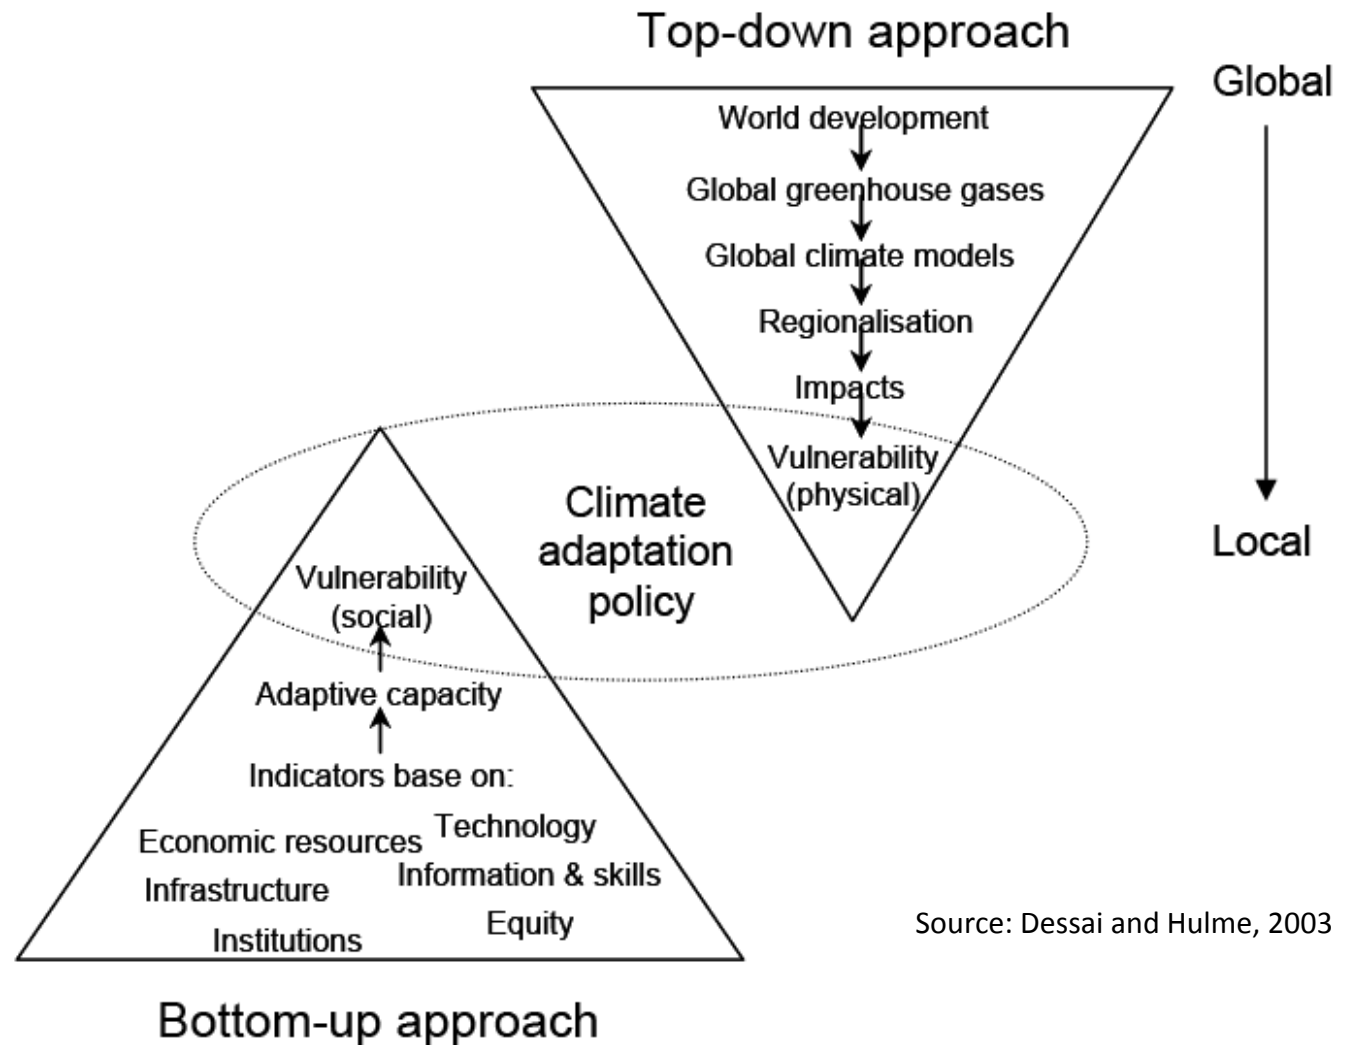 Top-down approach
Global
World development
Global greenhouse gases
Global climate models
Regionalisation
Impacts
Vulnerability
(physical)
Local
Climate
adaptation
policy
Vulnerability
(social)
Adaptive capacity
Indicators base on:
Economic resources
Technology
Infrastructure
Information & skills
Institutions
Equity
Source: Dessai and Hulme, 2003
Bottom-up approach